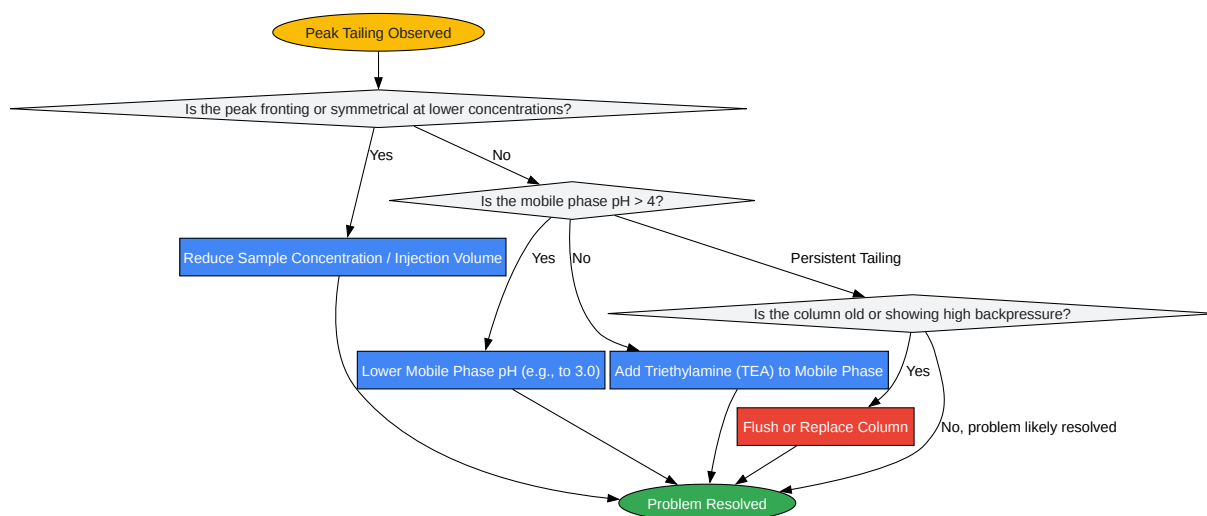 Peak Tailing Observed
Is the peak fronting or symmetrical at lower concentrations?
Yes
No
Is the mobile phase pH > 4?
Reduce Sample Concentration / Injection Volume
Yes
No
Persistent Tailing
Is the column old or showing high backpressure?
Lower Mobile Phase pH (e.g., to 3.0)
Add Triethylamine (TEA) to Mobile Phase
Yes
Flush or Replace Column
No, problem likely resolved
Problem Resolved